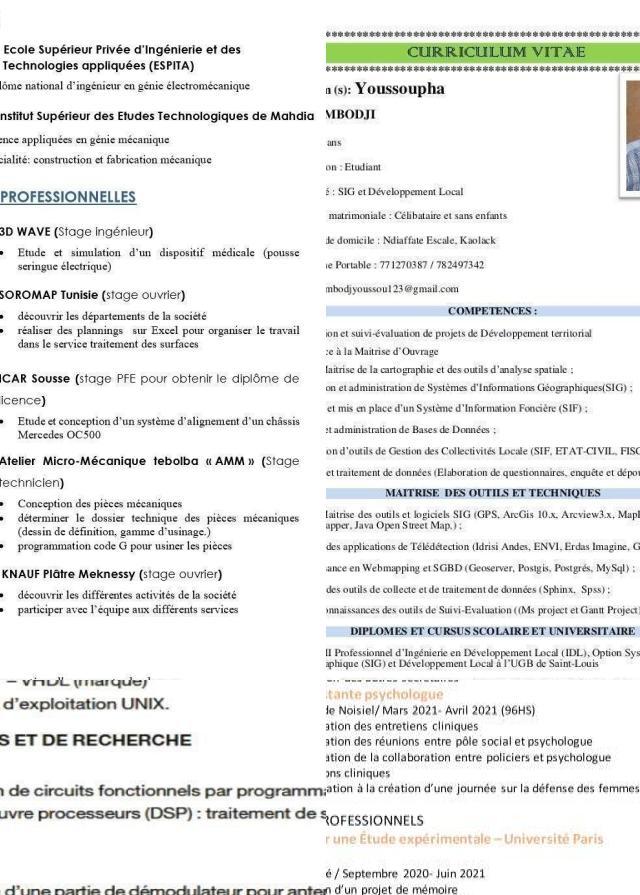 Ecole Supérieur Privée d'Ingénierie et des
Technologies appliquées (ESPITA)
lôme national d'ingénieur en génie électromécanique
nstitut Supérieur des Etudes Technologiques de Mahdia
ence appliquées en génie mécanique
cialité: construction et fabrication mécanique
PROFESSIONNELLES
3D WAVE (Stage ingénieur)
• Etude et simulation d'un dispositif médicale (pousse
seringue électrique)
SOROMAP Tunisie (stage ouvrier)
• découvrir les départements de la société
• réaliser des plannings sur Excel pour organiser le travail
dans le service traitement des surfaces
ICAR Sousse (stage PFE pour obtenir le diplôme de
licence)
• Etude et conception d'un système d'alignement d'un châssis
Mercedes OC500
Atelier Micro-Mécanique tebolba « AMM » (Stage
technicien)
• Conception des pièces mécaniques
• déterminer le dossier technique des pièces mécaniques
(dessin de définition, gamme d'usinage.)
• programmation code G pour usiner les pièces
KNAUF Plâtre Meknessy (stage ouvrier)
• découvrir les différentes activités de la société
• participer avec l'équipe aux différents services
CURRICULUM VITAE
n (s): Youssoupha
MBODJI
ans
on : Etudiant
é : SIG et Développement Local
matrimoniale : Célibataire et sans enfants
de domicile : Ndiaffate Escale, Kaolack
e Portable : 771270387 / 782497342
mbodjyoussou123@gmail.com
COMPETENCES :
ion et suivi-évaluation de projets de Développement territorial
ce à la Maitrise d'Ouvrage
Maitrise de la cartographie et des outils d'analyse spatiale ;
on et administration de Systèmes d'Informations Géographiques(SIG) ;
et mis en place d'un Système d'Information Foncière (SIF) ;
et administration de Bases de Données ;
on d'outils de Gestion des Collectivités Locale (SIF, ETAT-CIVIL, FISC
et traitement de données (Elaboration de questionnaires, enquête et dépou
MAITRISE DES OUTILS ET TECHNIQUES
Maitrise des outils et logiciels SIG (GPS, ArcGis 10.x, Arcview3.x, MapI
apper, Java Open Street Map,) ;
des applications de Télédétection (Idrisi Andes, ENVI, Erdas Imagine, G
ance en Webmapping et SGBD (Geoserver, Postgis, Postgrés, MySql) ;
des outils de collecte et de traitement de données (Sphinx, Spss) ;
onnaissances des outils de Suivi-Evaluation ((Ms project et Gantt Project)
DIPLOMES ET CURSUS SCOLAIRE ET UNIVERSITAIRE
II Professionnel d'Ingénierie en Développement Local (IDL), Option Sys
aphique (SIG) et Développement Local à l'UGB de Saint-Louis
– VHDL (marque)
d'exploitation UNIX.
S ET DE RECHERCHE
n de circuits fonctionnels par programm
uvre processeurs (DSP) : traitement de s
d'une partie de démodulateur pour anten
tante psychologue
de Noisiel/ Mars 2021- Avril 2021 (96HS)
ation des entretiens cliniques
ation des réunions entre pôle social et psychologue
ation de la collaboration entre policiers et psychologue
ons cliniques
ation à la création d'une journée sur la défense des femmes
ROFESSIONNELS
r une Étude expérimentale – Université Paris
é / Septembre 2020- Juin 2021
n d'un projet de mémoire